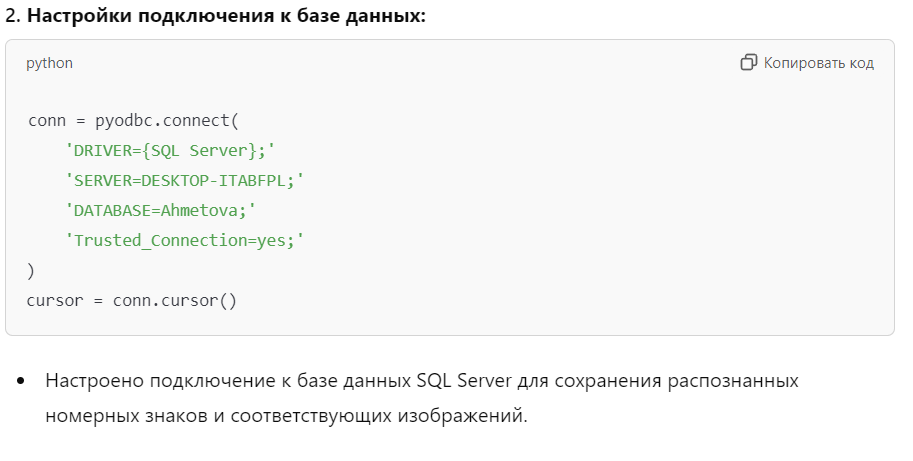 2. Настройки подключения к базе данных:
python
Копировать код
conn = pyodbc.connect(
    'DRIVER={SQL Server};'
    'SERVER=DESKTOP-ITABFPL;'
    'DATABASE=Ahmetova;'
    'Trusted_Connection=yes;'
)
cursor = conn.cursor()
• Настроено подключение к базе данных SQL Server для сохранения распознанных
номерных знаков и соответствующих изображений.